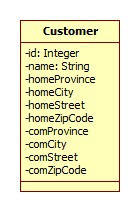 Customer
-id: Integer
-name: String
-homeProvince
-homeCity
-homeStreet
-homeZipCode
-comProvince
-comCity
-comStreet
-comZipCode